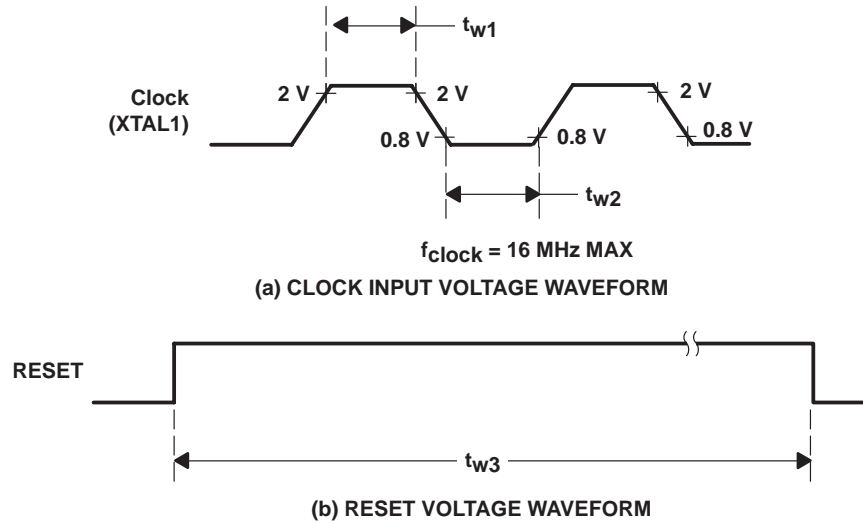 tw1
Clock
(XTAL1)
2 V
2 V
2 V
0.8 V
0.8 V
0.8 V
tw2
fclock = 16 MHz MAX
(a) CLOCK INPUT VOLTAGE WAVEFORM
RESET
tw3
(b) RESET VOLTAGE WAVEFORM